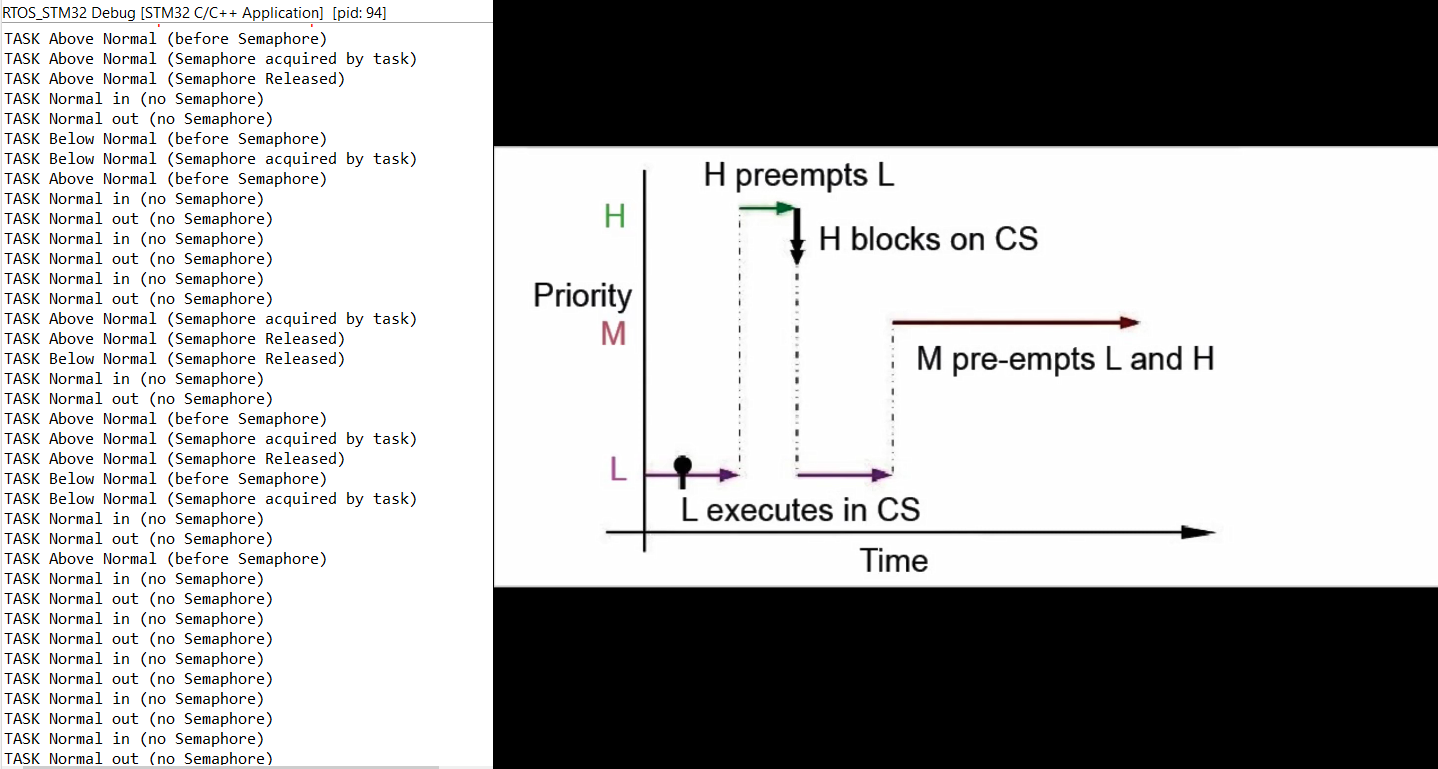 RTOS_STM32 Debug [STM32 C/C++ Application] [pid: 94]
TASK Above Normal (before Semaphore)
TASK Above Normal (Semaphore acquired by task)
TASK Above Normal (Semaphore Released)
TASK Normal in (no Semaphore)
TASK Normal out (no Semaphore)
TASK Below Normal (before Semaphore)
TASK Below Normal (Semaphore acquired by task)
TASK Above Normal (before Semaphore)
TASK Normal in (no Semaphore)
TASK Normal out (no Semaphore)
TASK Normal in (no Semaphore)
TASK Normal out (no Semaphore)
TASK Normal in (no Semaphore)
TASK Normal out (no Semaphore)
TASK Above Normal (Semaphore acquired by task)
TASK Above Normal (Semaphore Released)
TASK Below Normal (Semaphore Released)
TASK Normal in (no Semaphore)
TASK Normal out (no Semaphore)
TASK Above Normal (before Semaphore)
TASK Above Normal (Semaphore acquired by task)
TASK Above Normal (Semaphore Released)
TASK Below Normal (before Semaphore)
TASK Below Normal (Semaphore acquired by task)
TASK Normal in (no Semaphore)
TASK Normal out (no Semaphore)
TASK Above Normal (before Semaphore)
TASK Normal in (no Semaphore)
TASK Normal out (no Semaphore)
TASK Normal in (no Semaphore)
TASK Normal out (no Semaphore)
TASK Normal in (no Semaphore)
TASK Normal out (no Semaphore)
TASK Normal in (no Semaphore)
TASK Normal out (no Semaphore)
TASK Normal in (no Semaphore)
TASK Normal out (no Semaphore)
H preempts L
H
H blocks on CS
Priority
M
M pre-empts L and H
L
L executes in CS
Time